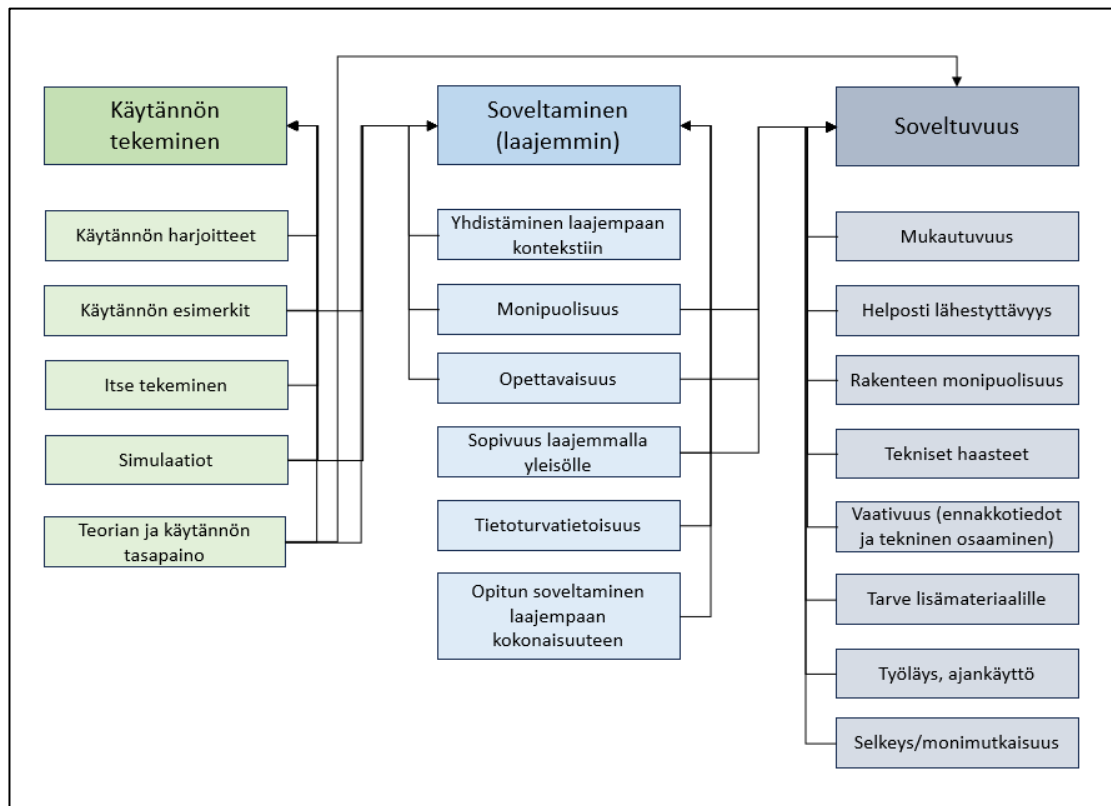 Käytännön
tekeminen
Käytännön harjoitteet
Käytännön esimerkit
Itse tekeminen
Simulaatiot
Teorian ja käytännön
tasapaino
Soveltaminen
(laajemmin)
Yhdistäminen laajempaan
kontekstiin
Monipuolisuus
Opettavaisuus
Sopivuus laajemmalla
yleisölle
Tietoturvatietoisuus
Opitun soveltaminen
laajempaan
kokonaisuuteen
Soveltuvuus
Mukautuvuus
Helposti lähestyttävyys
Rakenteen monipuolisuus
Tekniset haasteet
Vaativuus (ennakkotiedot
ja tekninen osaaminen)
Tarve lisämateriaalille
Työläys, ajankäyttö
Selkeys/monimutkaisuus